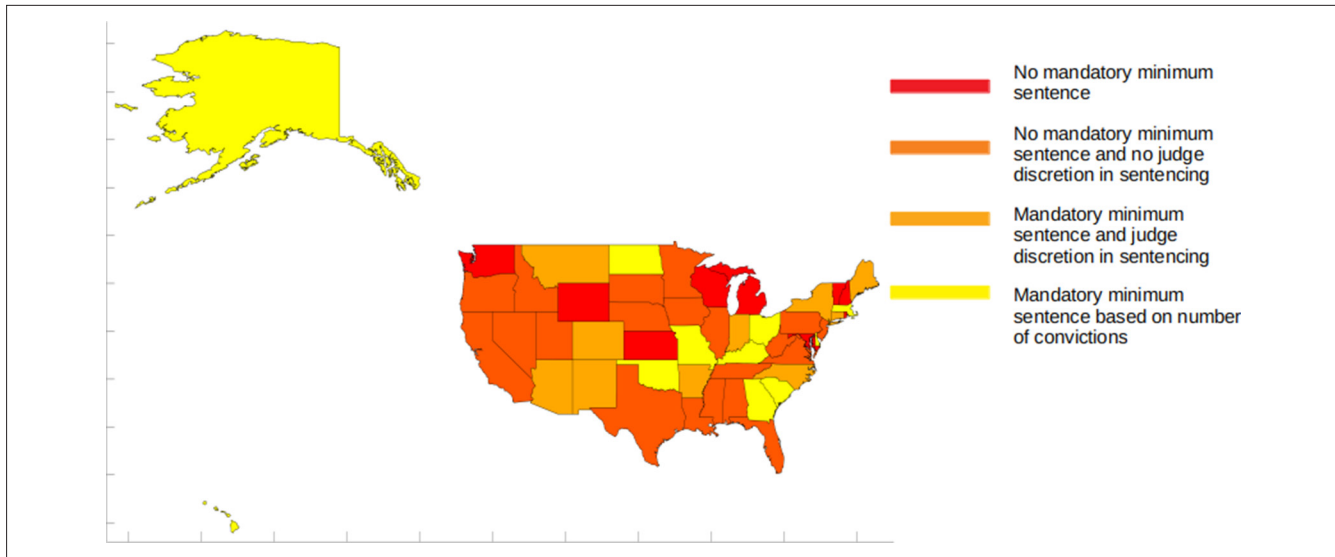 No mandatory minimum
sentence
No mandatory minimum
sentence and no judge
discretion in sentencing
Mandatory minimum
sentence and judge
discretion in sentencing
Mandatory minimum
sentence based on number
of convictions